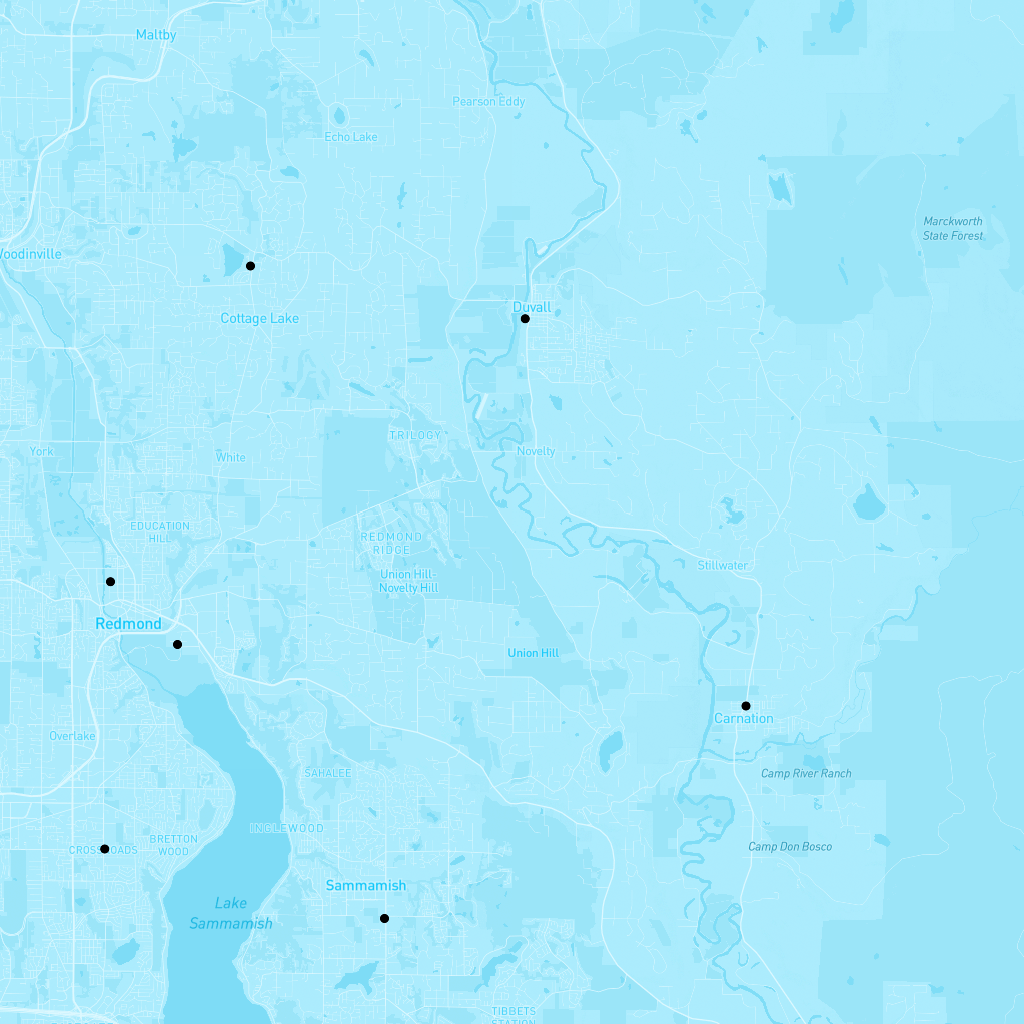 Maltby
Pearson Eddy
Echo Lake
Marckworth
State Forest
Woodinville
Duvall
Cottage Lake
TRILOGY
York
White
Novelty
EDUCATION
HILL
REDMOND
RIDGE
Stillwater
Union Hill-
Novelty Hill
Redmond
Union Hill
Carnation
Overlake
SAHALEE
Camp River Ranch
INGLEWOOD
BRETTON
WOOD
CROSSROADS
Camp Don Bosco
Sammamish
Lake
Sammamish
TIBBETS
STATION